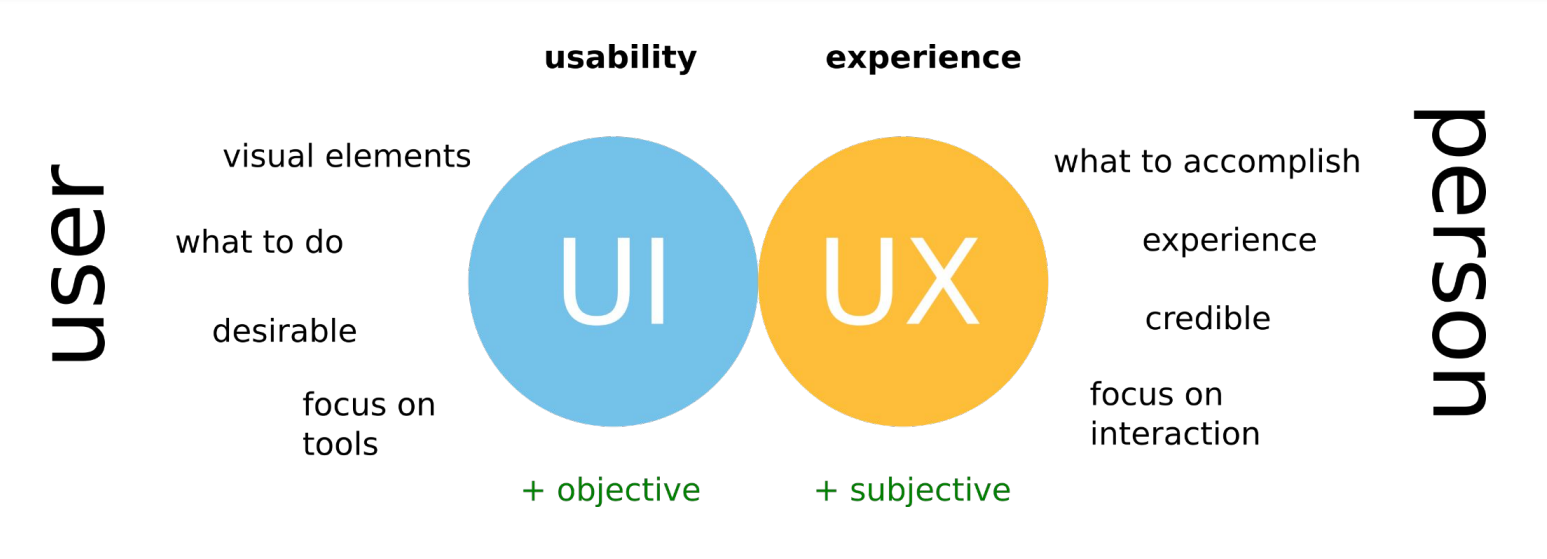 usability
experience
user
visual elements
what to do
desirable
focus on
tools
UI
UX
what to accomplish
experience
credible
focus on
interaction
person
+ objective
+ subjective